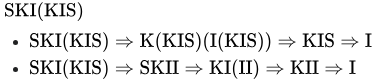 SKI(KIS)
• SKI(KIS) ⇒ K(KIS)(I(KIS)) ⇒ KIS ⇒ I
• SKI(KIS) ⇒ SKII ⇒ KI(II) ⇒ KII ⇒ I